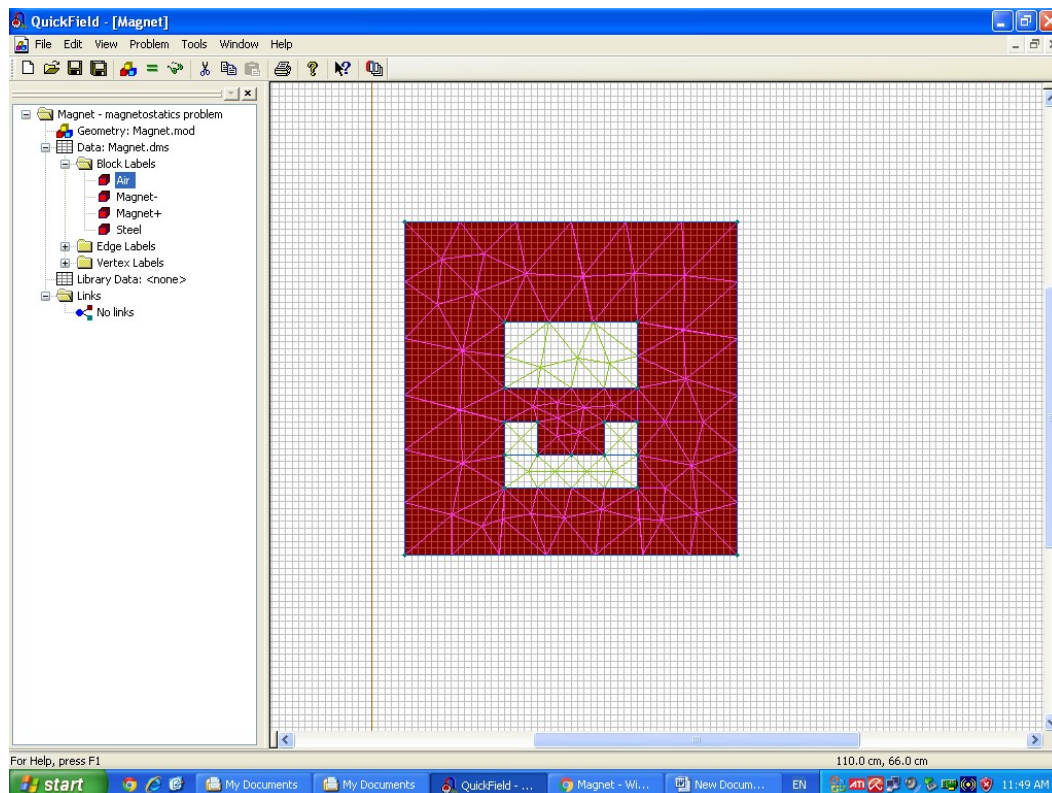 QuickField - [Magnet]
File Edit View Problem Tools Window Help
Magnet - magnetostatics problem
Geometry: Magnet.mod
Data: Magnet.dms
Block Labels
Air
Magnet-
Magnet+
Steel
Edge Labels
Vertex Labels
Library Data: <none>
Links
No links
For Help, press F1
110.0 cm, 66.0 cm
start
My Documents
My Documents
QuickField - ...
Magnet - Wi...
New Docum...
EN
11:49 AM